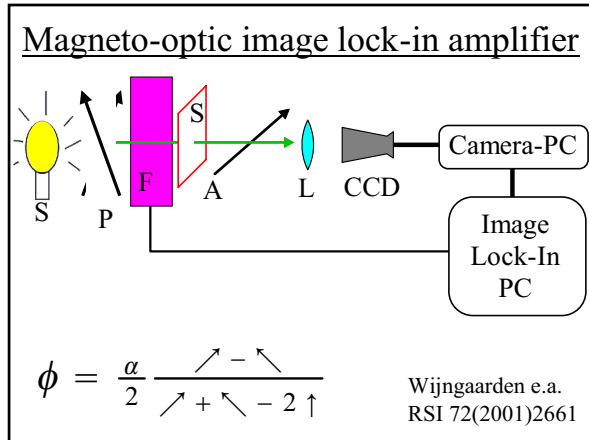 Magneto-optic image lock-in amplifier
S
P
F
S
A
L
CCD
Camera-PC
Image
Lock-In
PC
ϕ = α/2 (↗ − ↖)/(↗ + ↖ − 2 ↑)
Wijngaarden e.a.
RSI 72(2001)2661